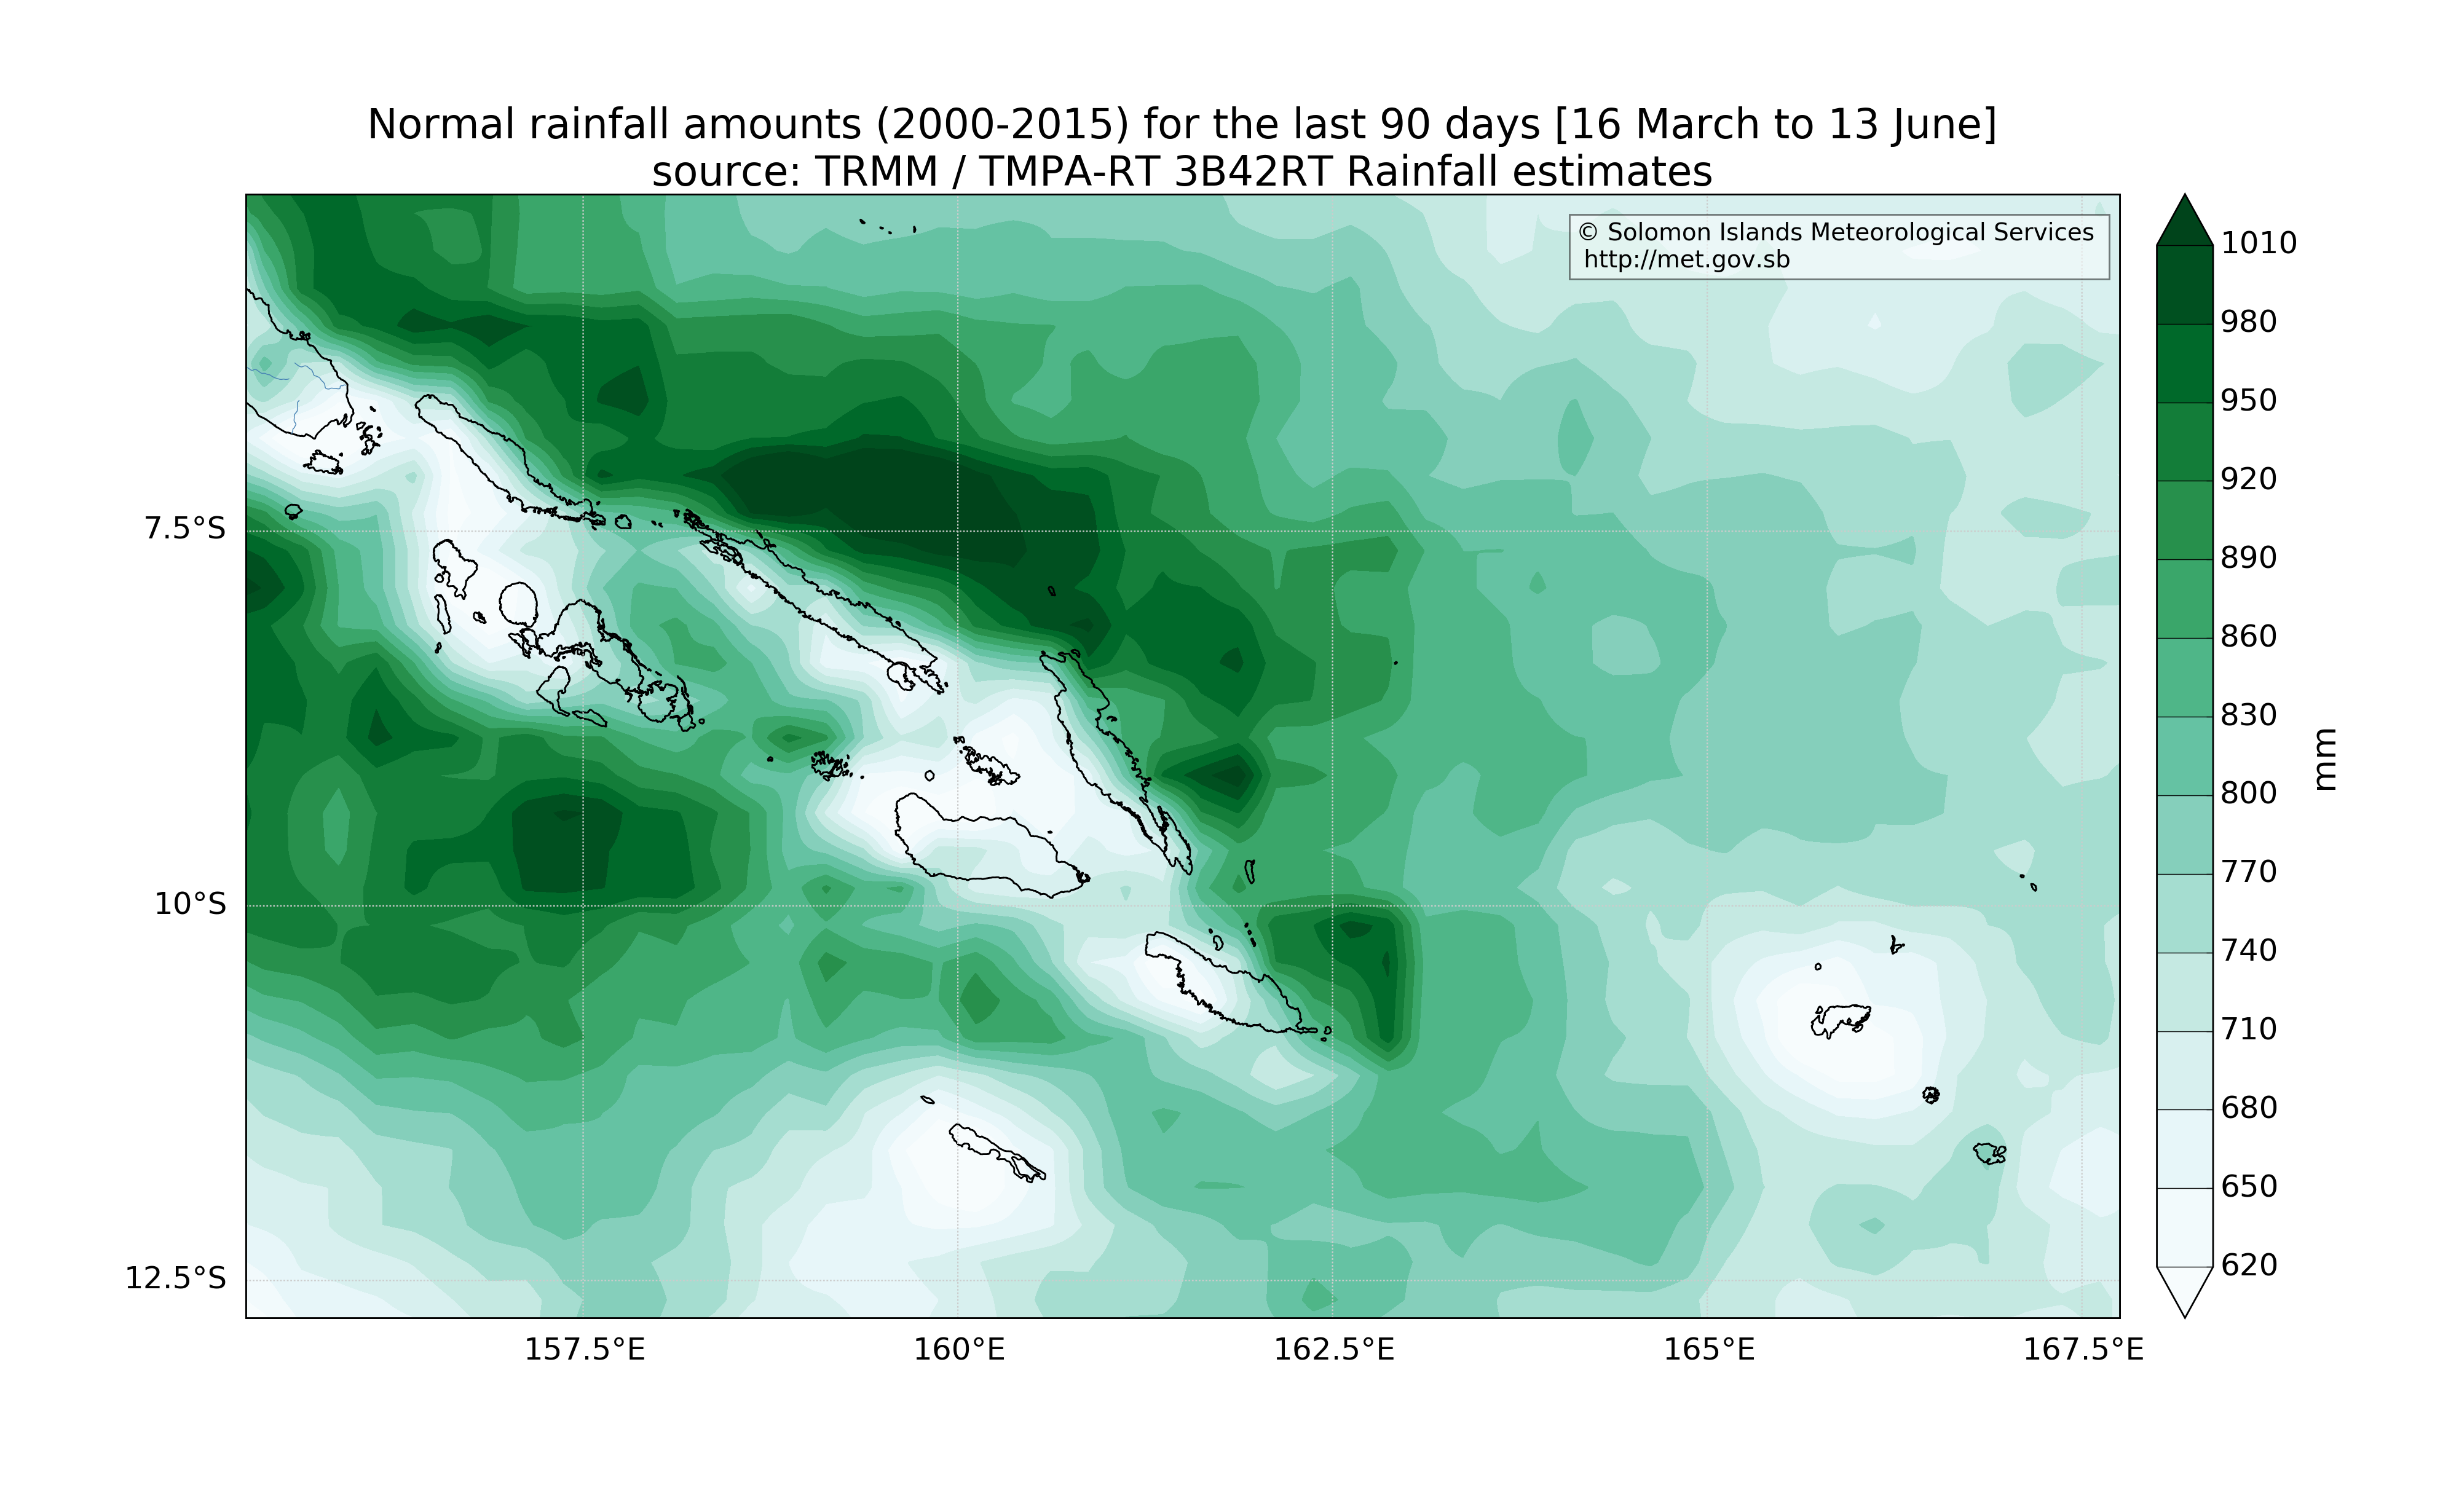 Normal rainfall amounts (2000-2015) for the last 90 days [16 March to 13 June]
source: TRMM / TMPA-RT 3B42RT Rainfall estimates
© Solomon Islands Meteorological Services
http://met.gov.sb
1010
980
950
920
890
860
830
800
770
740
710
680
650
620
mm
7.5°S
10°S
12.5°S
157.5°E
160°E
162.5°E
165°E
167.5°E